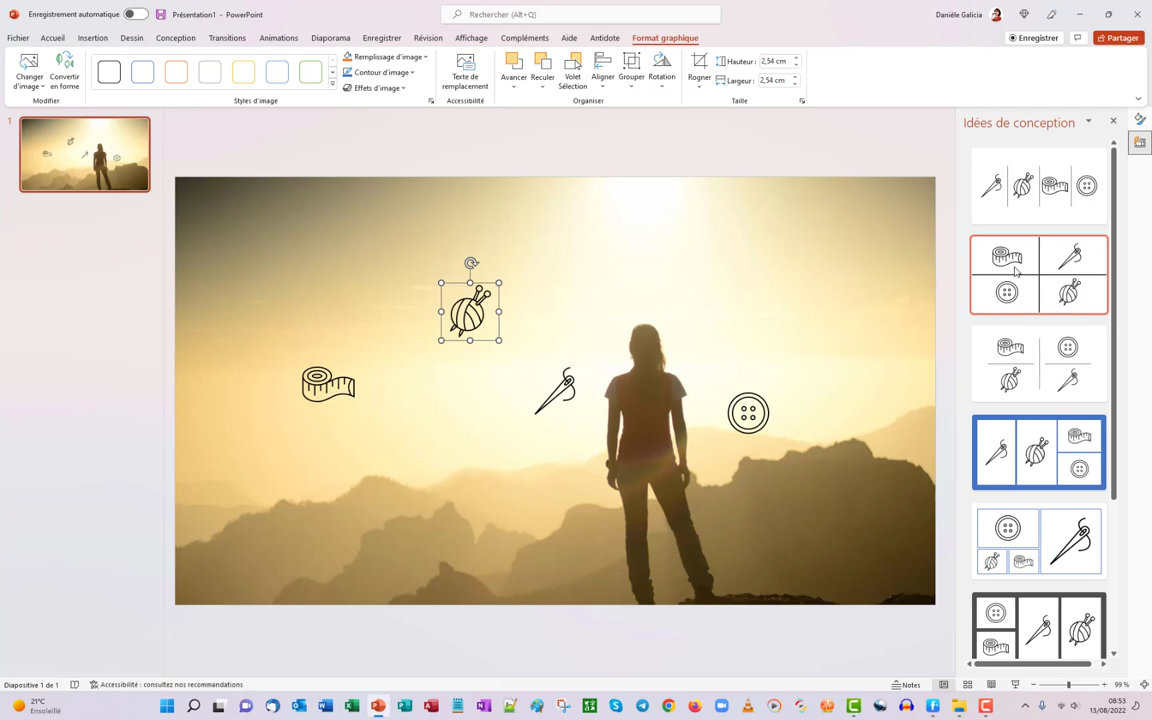 Enregistrement automatique
Présentation1 - PowerPoint
Rechercher (Alt+Q)
Danièle Galicia
Fichier
Accueil
Insertion
Dessin
Conception
Transitions
Animations
Diaporama
Enregistrer
Révision
Affichage
Compléments
Aide
Antidote
Format graphique
Enregistrer
Partager
Changer d'image
Convertir en forme
Modifier
Styles d'image
Remplissage d'image
Contour d'image
Effets d'image
Texte de remplacement
Accessibilité
Avancer
Reculer
Volet Sélection
Aligner
Grouper
Rotation
Organiser
Rogner
Hauteur: 2,54 cm
Largeur: 2,54 cm
Taille
1
Idées de conception
Diapositive 1 de 1
Accessibilité : consultez nos recommandations
Notes
99 %
21°C
Ensoleillé
08:53
13/08/2022